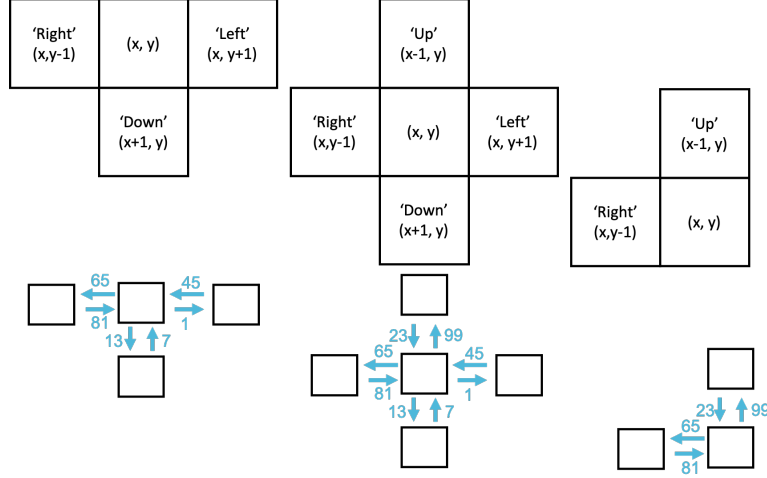 ‘Right’
(x,y-1)
(x, y)
‘Left’
(x, y+1)
‘Down’
(x+1, y)
‘Up’
(x-1, y)
‘Right’
(x,y-1)
(x, y)
‘Left’
(x, y+1)
‘Down’
(x+1, y)
‘Up’
(x-1, y)
‘Right’
(x,y-1)
(x, y)
65
45
81
1
13
7
23
99
65
45
81
1
13
7
23
99
65
81